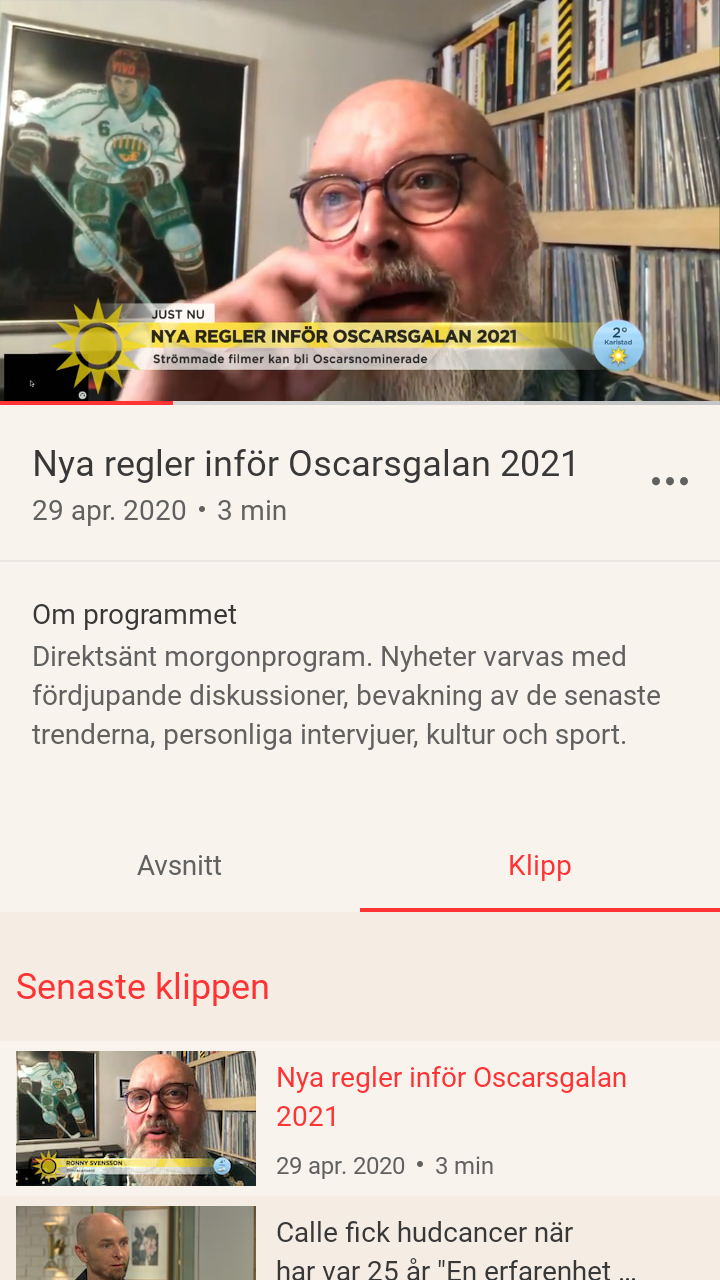 VIVO
6
JUST NU
NYA REGLER INFÖR OSCARSGALAN 2021
Strömmade filmer kan bli Oscarsnominerade
2°
Karlstad
Nya regler inför Oscarsgalan 2021
29 apr. 2020 • 3 min
Om programmet
Direktsänt morgonprogram. Nyheter varvas med
fördjupande diskussioner, bevakning av de senaste
trenderna, personliga intervjuer, kultur och sport.
Avsnitt
Klipp
Senaste klippen
Nya regler inför Oscarsgalan
2021
29 apr. 2020 • 3 min
RONNY SVENSSON
Calle fick hudcancer när
han var 25 år "En erfarenhet ...